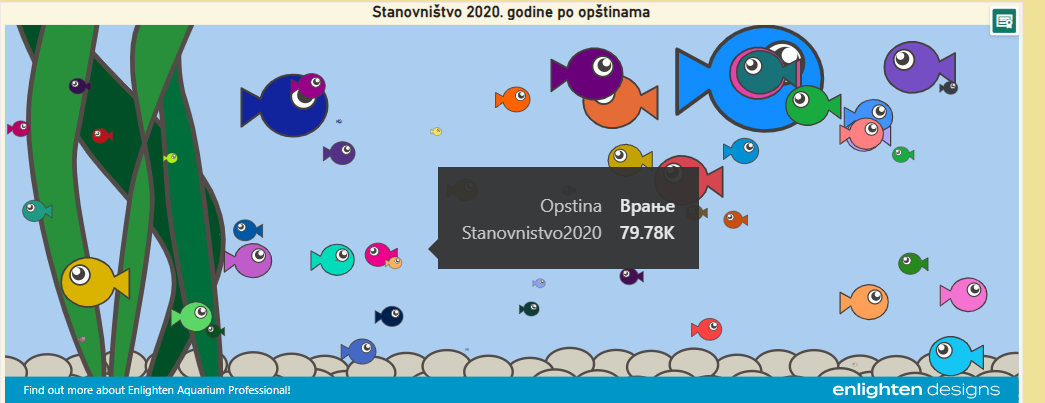 Stanovništvo 2020. godine po opštinama
Opstina Врање
Stanovnistvo2020 79.78K
Find out more about Enlighten Aquarium Professional!
enlighten designs